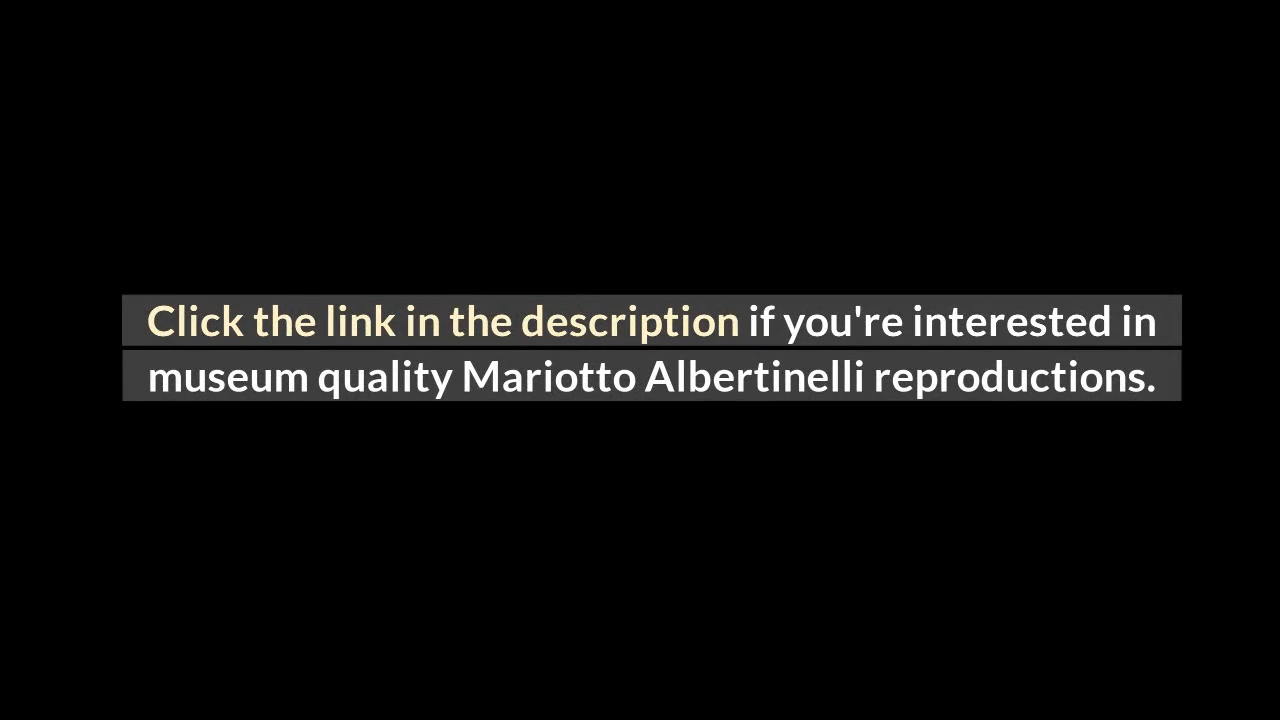 Click the link in the description if you're interested in
museum quality Mariotto Albertinelli reproductions.